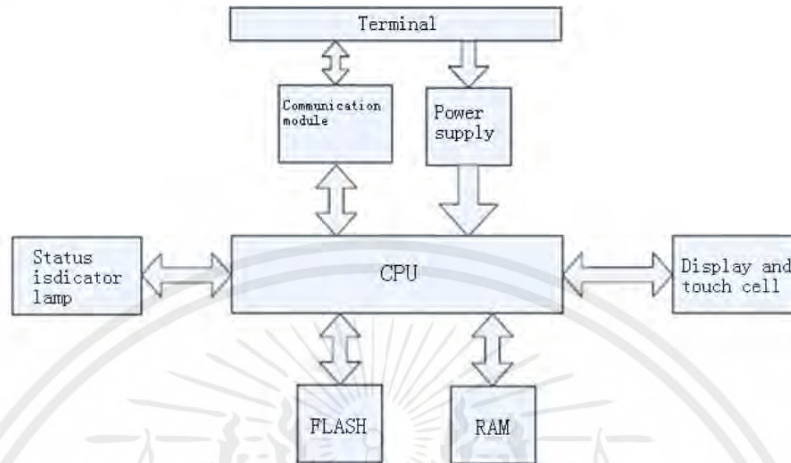 Terminal
Communication
module
Power
supply
Status
isdicator
lamp
CPU
Display and
touch cell
FLASH
RAM